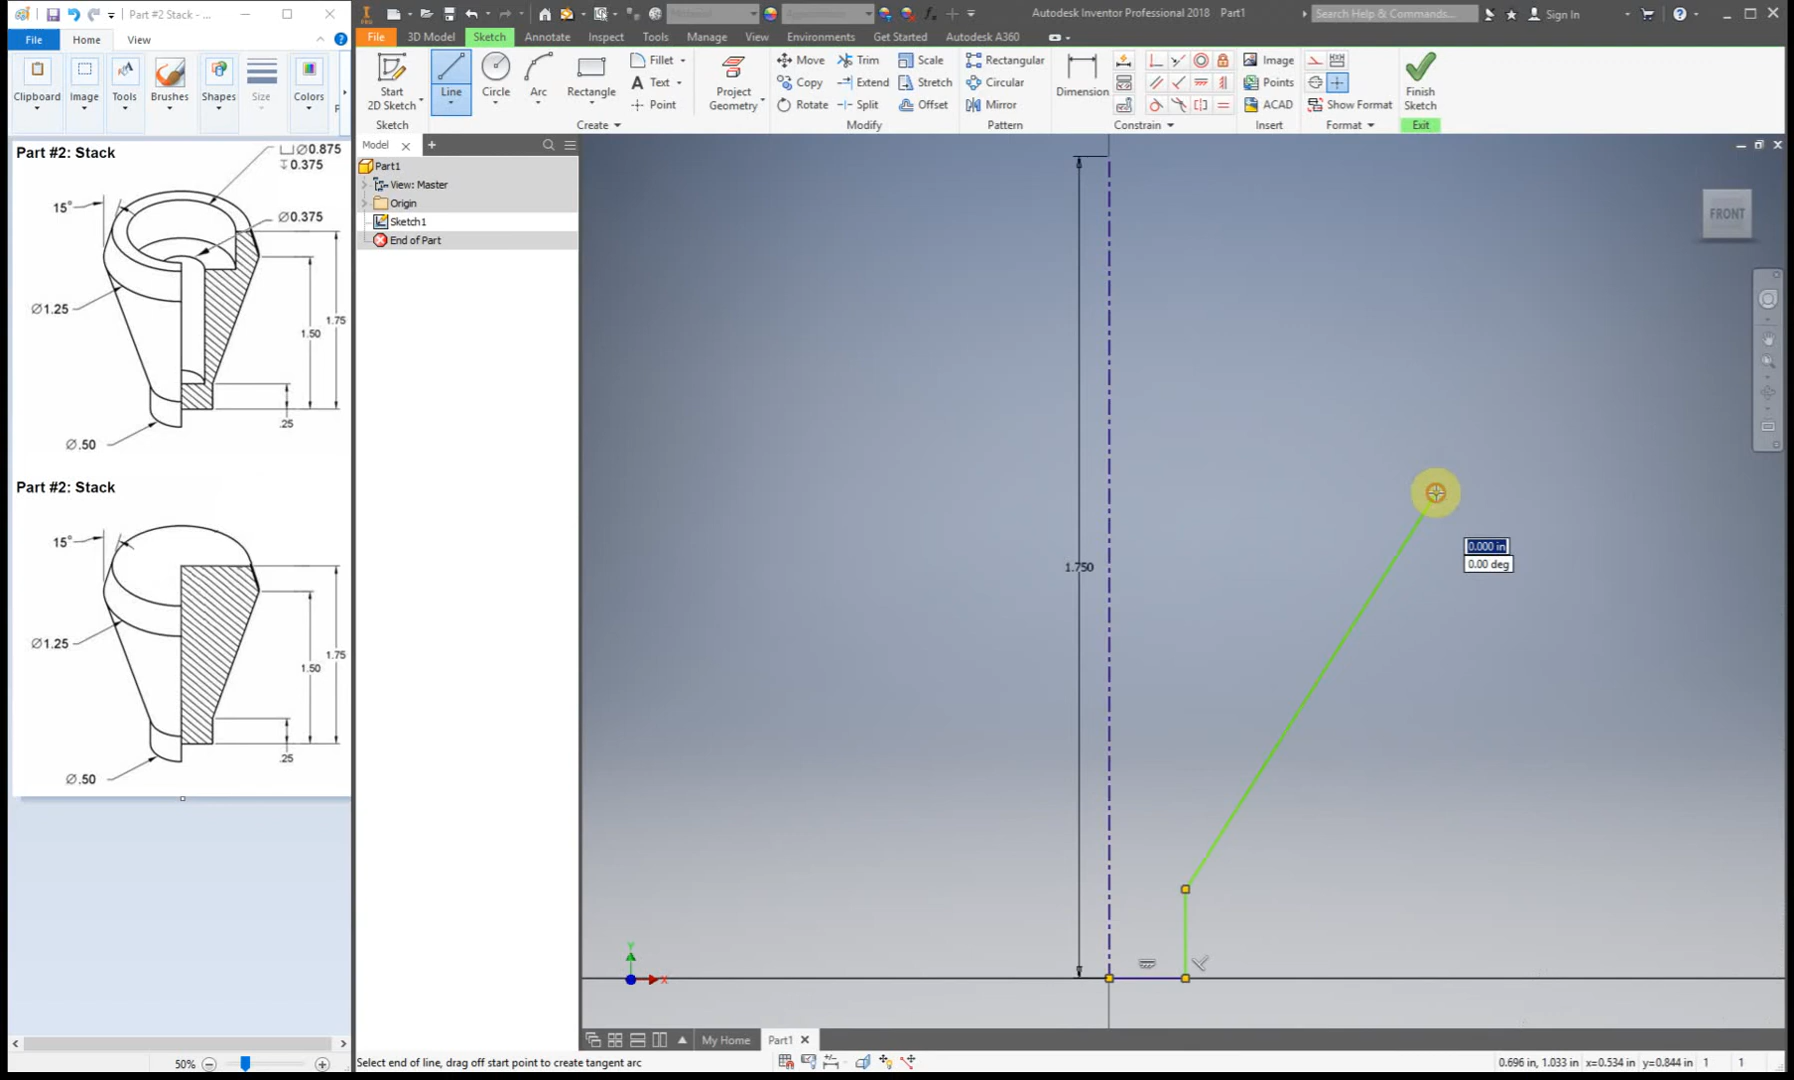 Part #2 Stack - ...
Autodesk Inventor Professional 2018 Part1
Search Help & Commands...
Sign In
Material
Appearance
File
Home
View
File
3D Model
Sketch
Annotate
Inspect
Tools
Manage
View
Environments
Get Started
Autodesk A360
Clipboard
Image
Tools
Brushes
Shapes
Size
Colors
Start
2D Sketch
Line
Circle
Arc
Rectangle
Fillet
Text
Point
Project
Geometry
Move
Copy
Rotate
Trim
Extend
Split
Scale
Stretch
Offset
Rectangular
Circular
Mirror
Dimension
Image
Points
ACAD
Show Format
Finish
Sketch
Sketch
Create
Modify
Pattern
Constrain
Insert
Format
Exit
Part #2: Stack
⌴∅0.875
↧0.375
15°
∅0.375
∅1.25
1.50
1.75
.25
∅.50
Part #2: Stack
15°
∅1.25
1.50
1.75
.25
∅.50
50%
Model
Part1
View: Master
Origin
Sketch1
End of Part
FRONT
1.750
0.000 in
0.00 deg
Y
X
My Home
Part1
Select end of line, drag off start point to create tangent arc
0.696 in, 1.033 in x=0.534 in y=0.844 in 1 1